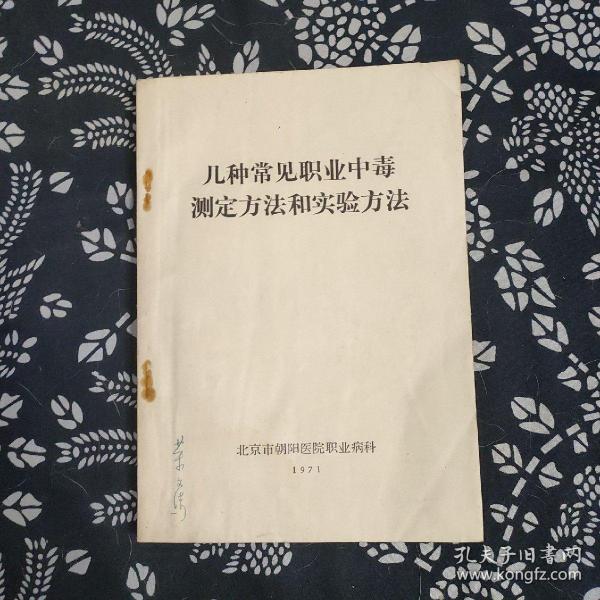 几种常见职业中毒
测定方法和实验方法
北京市朝阳医院职业病科
1971
孔夫子旧书网
www.kongfz.com